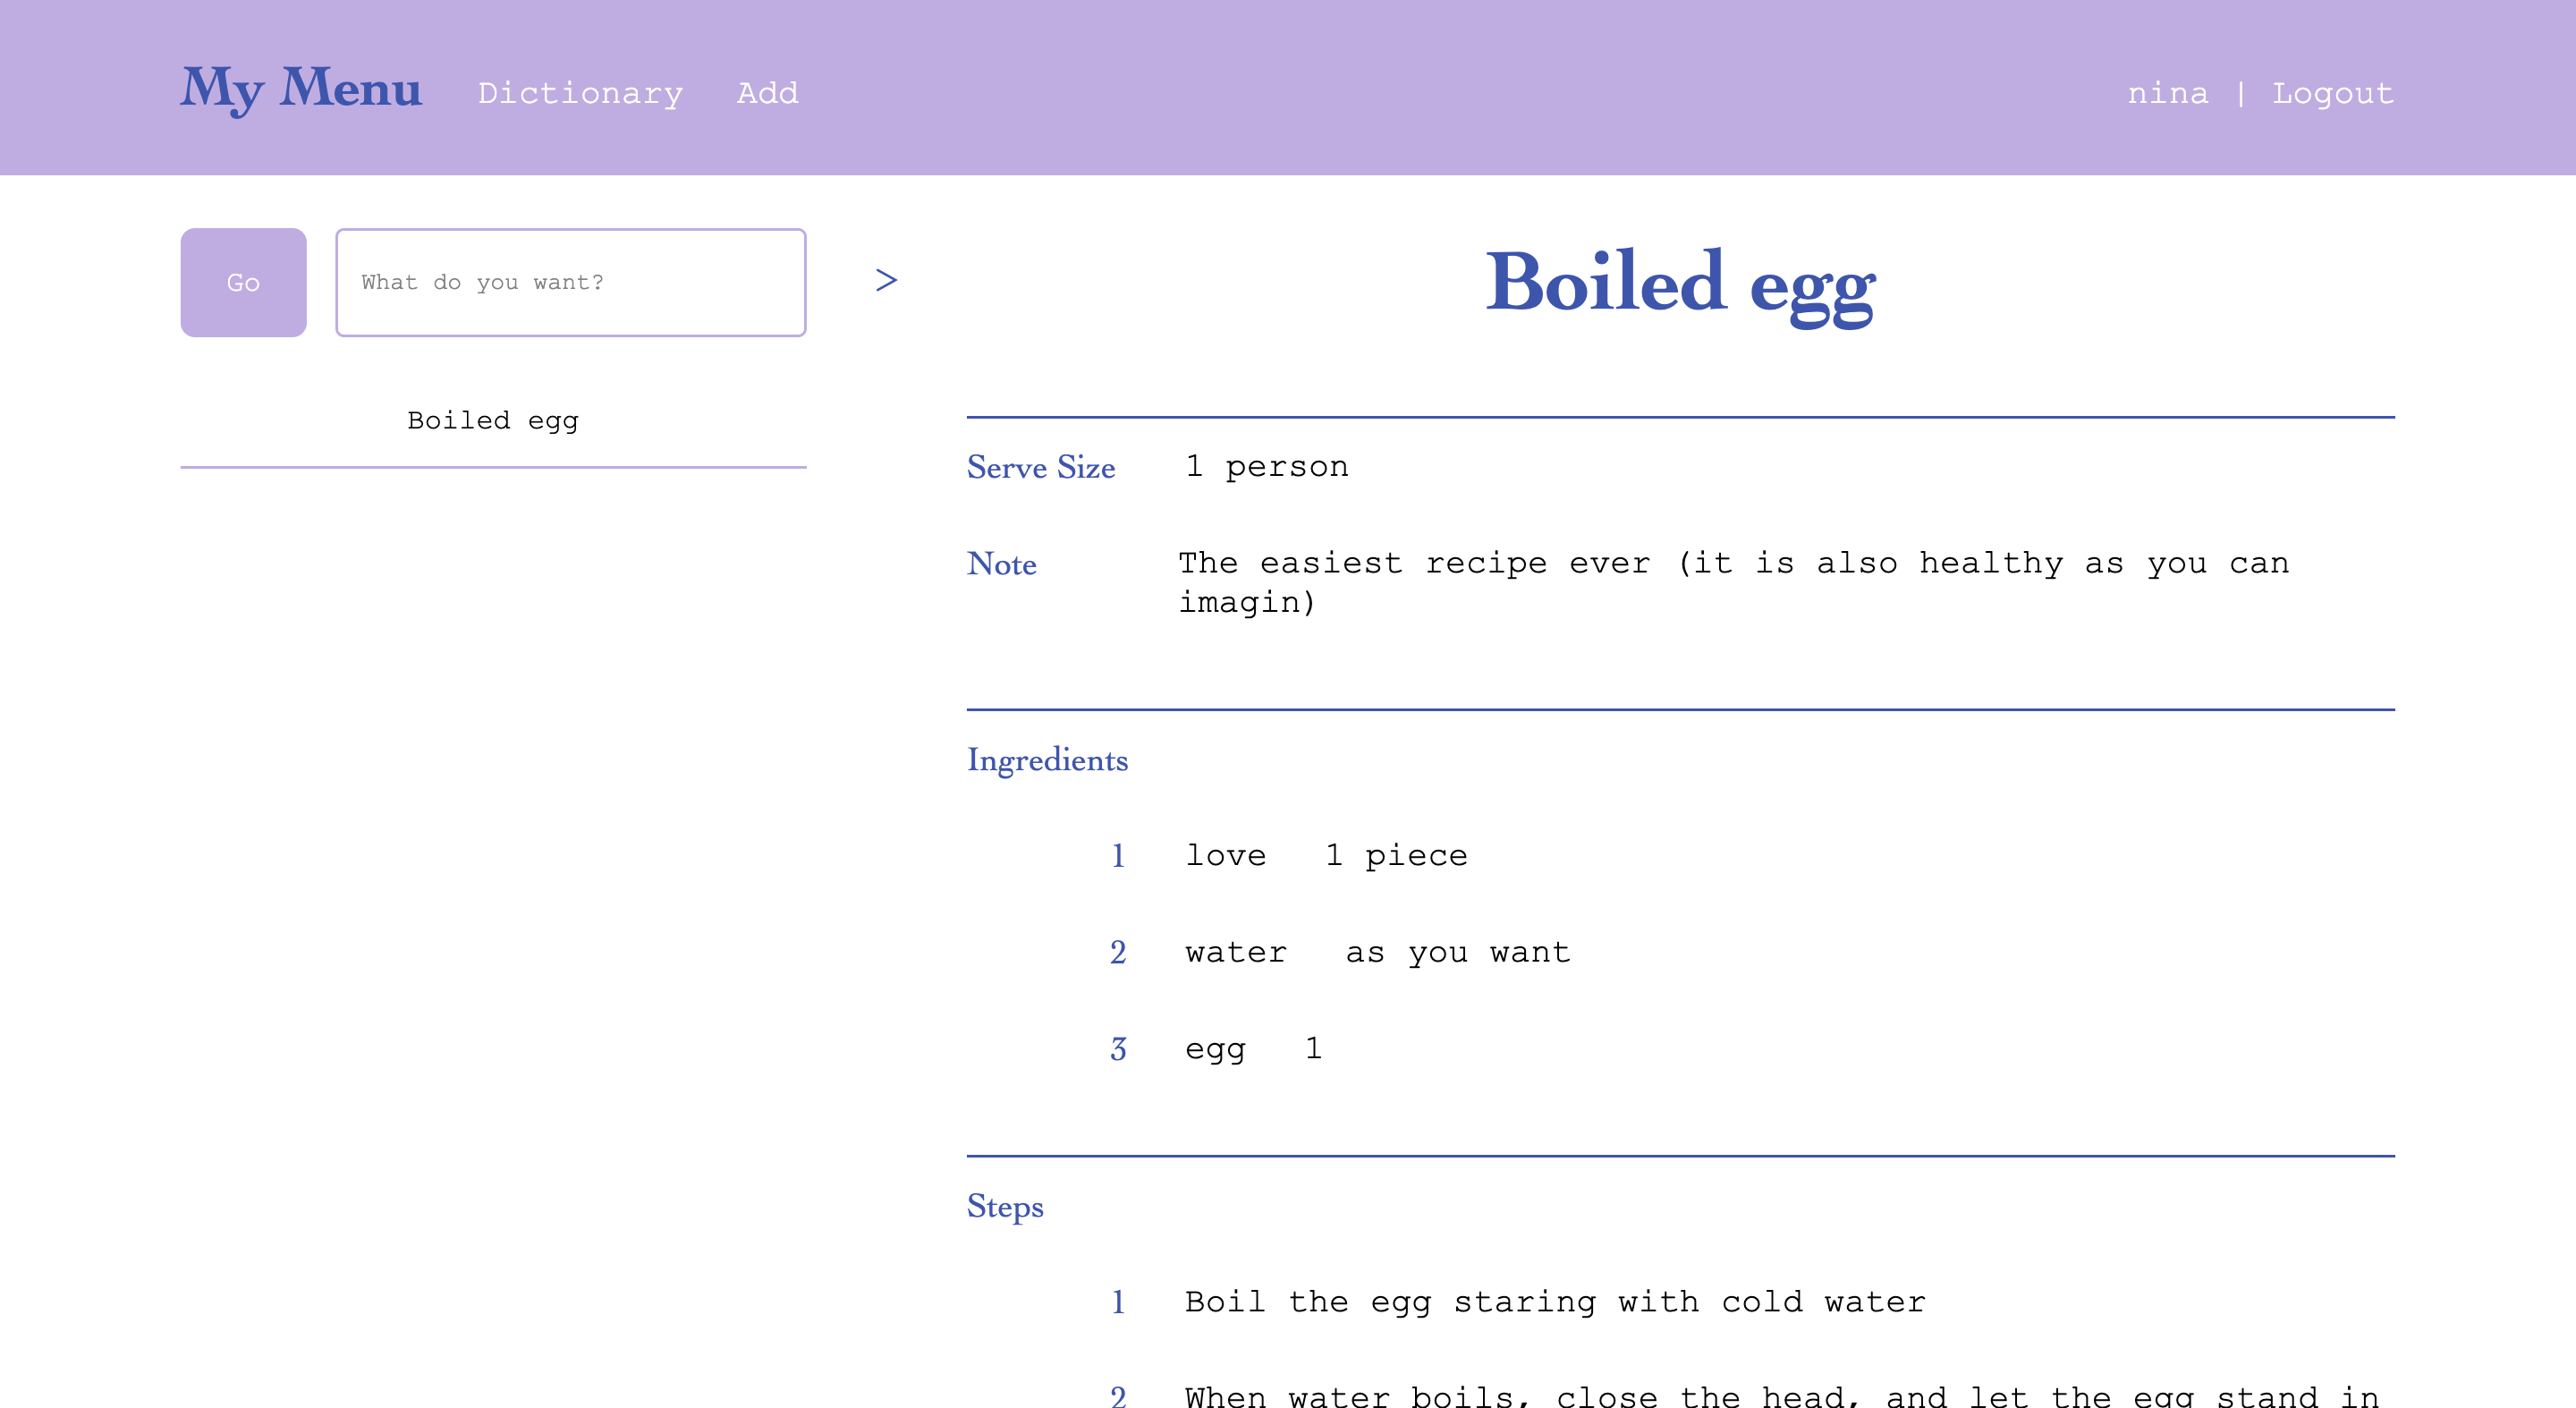 My Menu Dictionary Add nina | Logout
Go What do you want? >
Boiled egg
Boiled egg
Serve Size 1 person
Note The easiest recipe ever (it is also healthy as you can
imagin)
Ingredients
1 love 1 piece
2 water as you want
3 egg 1
Steps
1 Boil the egg staring with cold water
2 When water boils, close the head, and let the egg stand in